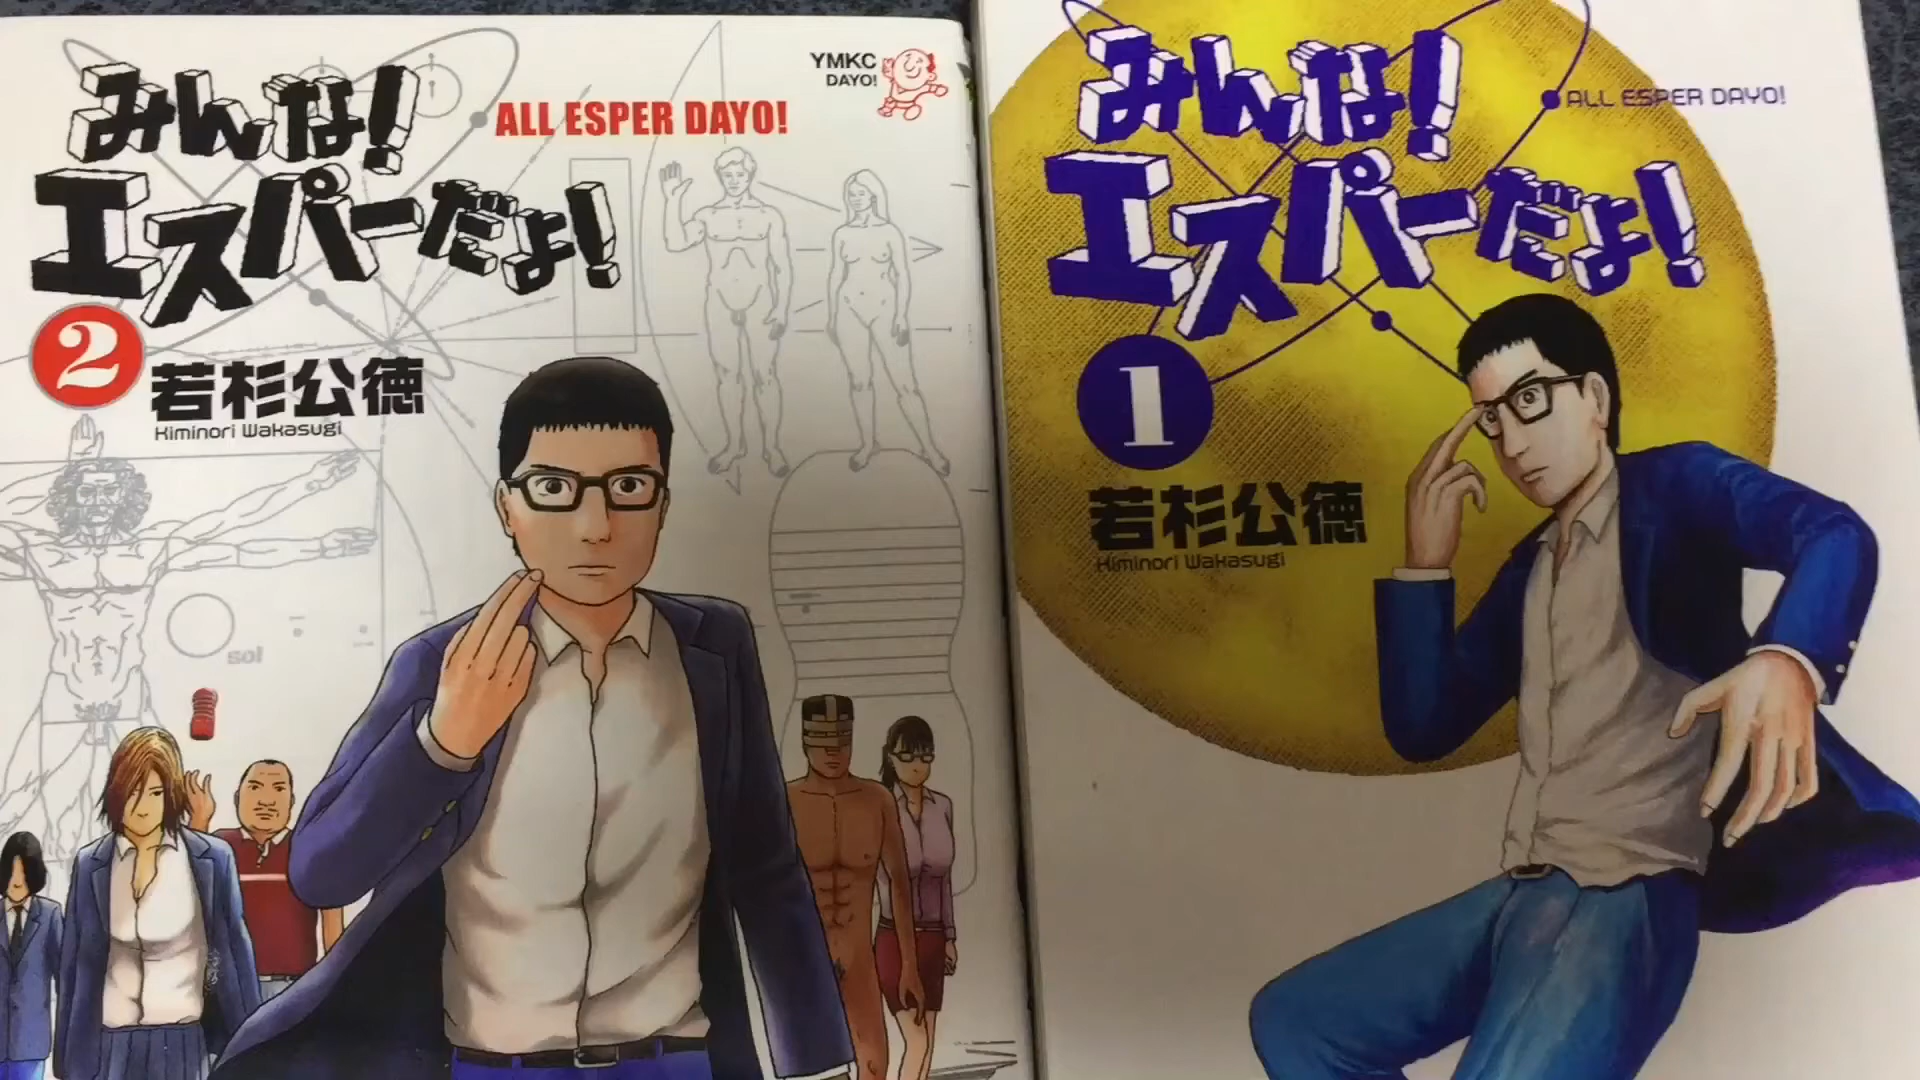 みんな!
エスパーだよ!
ALL ESPER DAYO!
YMKC
DAYO!
2
若杉公徳
Kiminori Wakasugi
sol
みんな!
エスパーだよ!
ALL ESPER DAYO!
1
若杉公徳
Kiminori Wakasugi